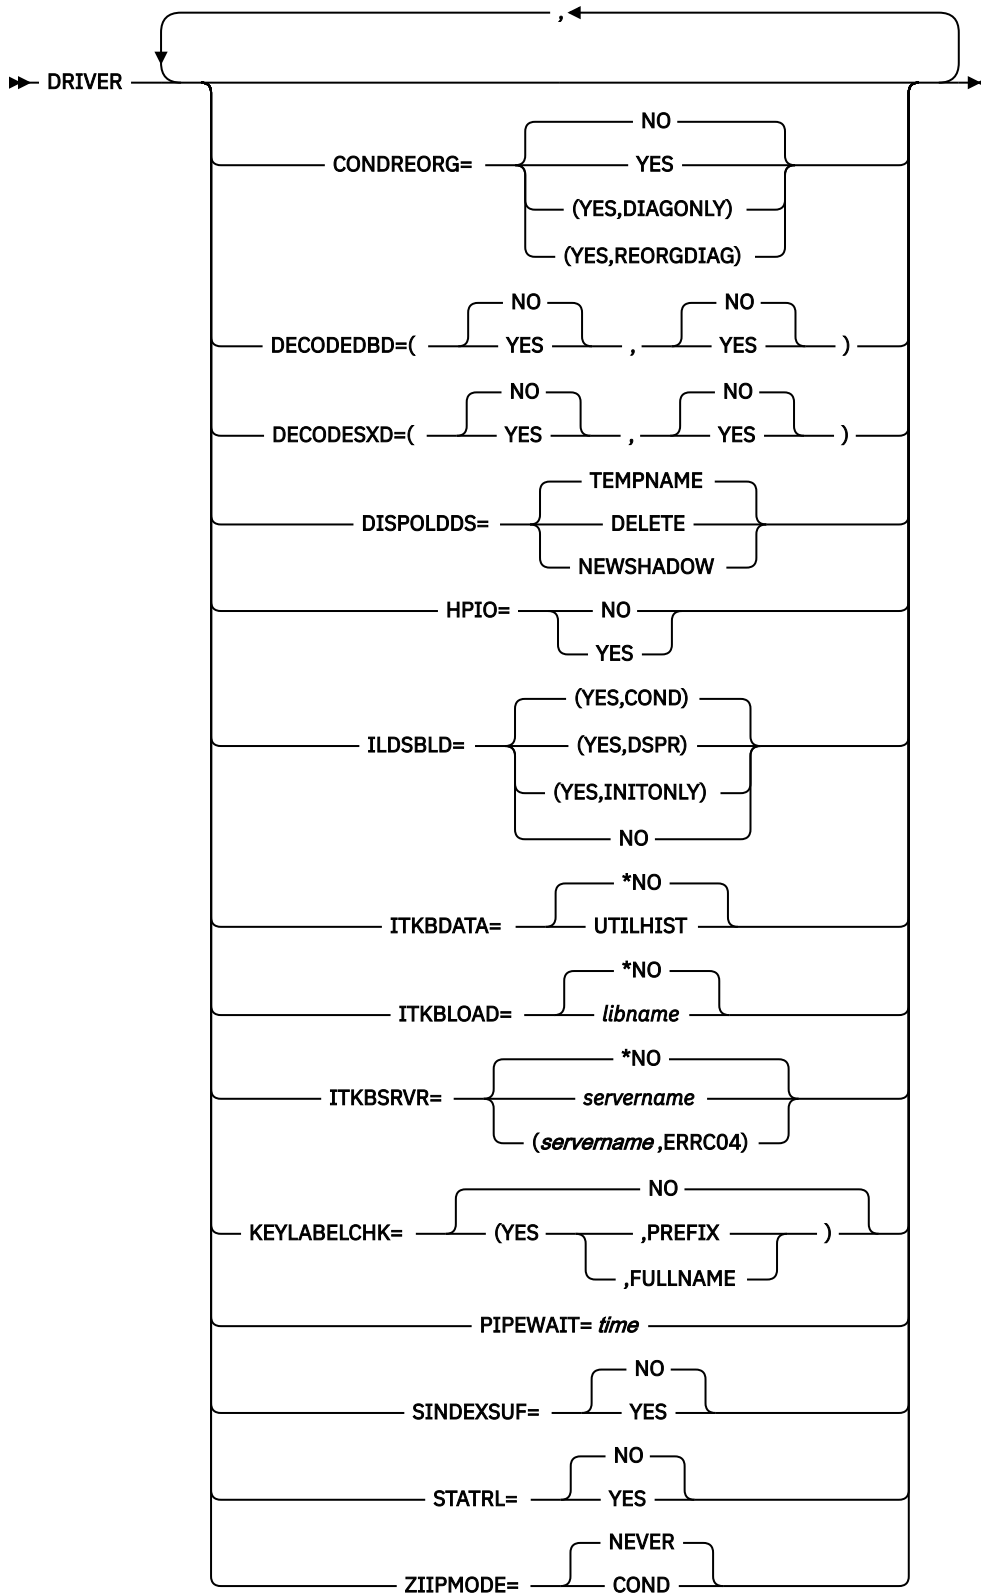 ,
DRIVER
NO
CONDREORG= YES
(YES,DIAGONLY)
(YES,REORGDIAG)
NO NO
DECODEDBD=( YES , YES )
NO NO
DECODESXD=( YES , YES )
TEMPNAME
DISPOLDDS= DELETE
NEWSHADOW
HPIO= NO
YES
(YES,COND)
ILDSBLD= (YES,DSPR)
(YES,INITONLY)
NO
*NO
ITKBDATA= UTILHIST
*NO
ITKBLOAD= libname
*NO
ITKBSRVR= servername
(servername ,ERRC04)
NO
KEYLABELCHK= (YES ,PREFIX )
,FULLNAME
PIPEWAIT= time
NO
SINDEXSUF= YES
NO
STATRL= YES
NEVER
ZIIPMODE= COND